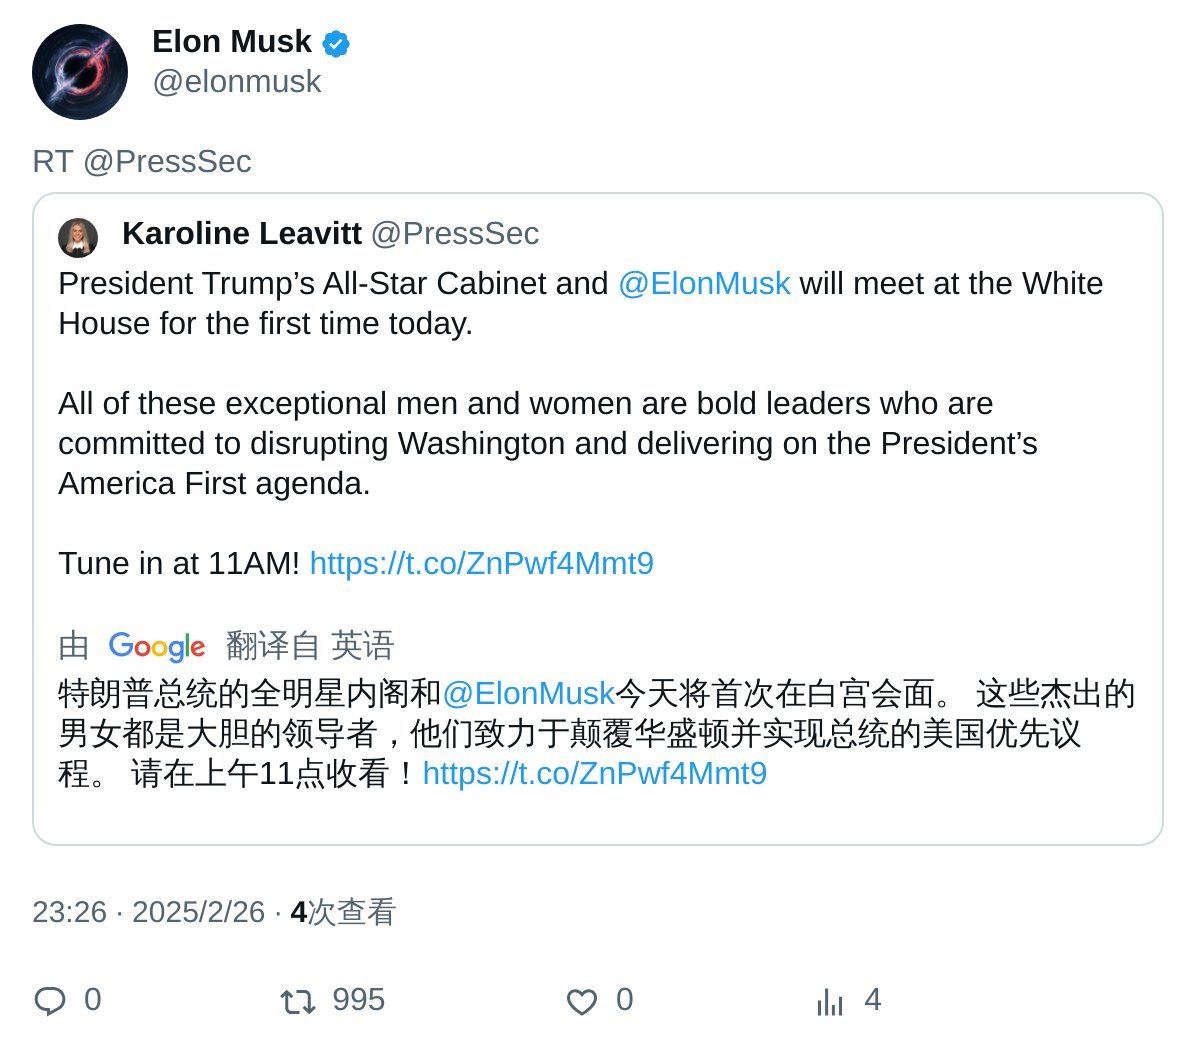 Elon Musk
@elonmusk
RT @PressSec
Karoline Leavitt @PressSec
President Trump’s All-Star Cabinet and @ElonMusk will meet at the White
House for the first time today.
All of these exceptional men and women are bold leaders who are
committed to disrupting Washington and delivering on the President’s
America First agenda.
Tune in at 11AM! https://t.co/ZnPwf4Mmt9
由 Google 翻译自 英语
特朗普总统的全明星内阁和@ElonMusk今天将首次在白宫会面。 这些杰出的
男女都是大胆的领导者，他们致力于颠覆华盛顿并实现总统的美国优先议
程。 请在上午11点收看！https://t.co/ZnPwf4Mmt9
23:26 · 2025/2/26 · 4次查看
0 995 0 4